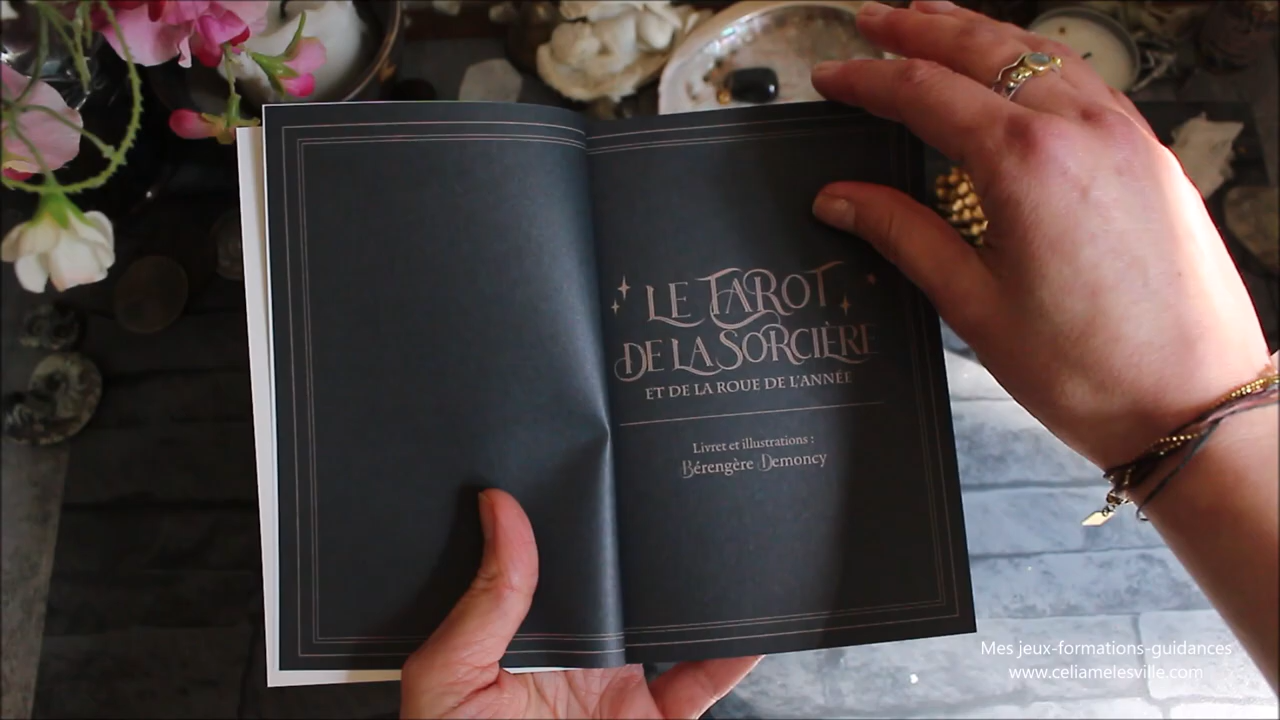 LE TAROT
DE LA SORCIÈRE
ET DE LA ROUE DE L'ANNÉE
Livret et illustrations :
Bérengère Demoncy
Mes jeux-formations-guidances
www.celiamelesville.com